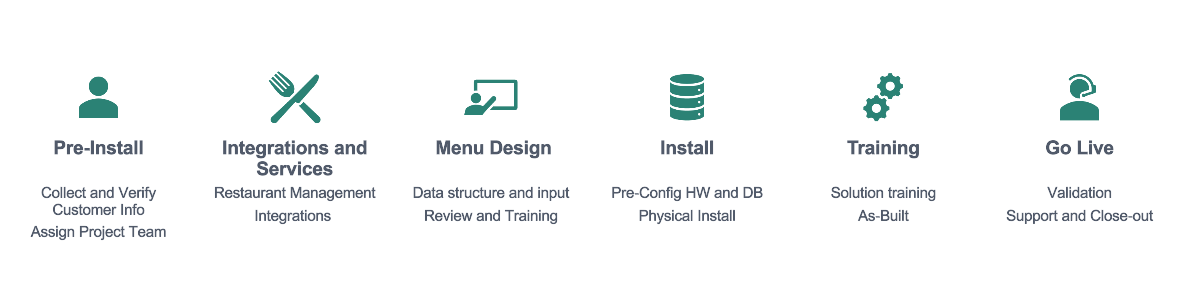 Pre-Install
Collect and Verify
Customer Info
Assign Project Team
Integrations and
Services
Restaurant Management
Integrations
Menu Design
Data structure and input
Review and Training
Install
Pre-Config HW and DB
Physical Install
Training
Solution training
As-Built
Go Live
Validation
Support and Close-out